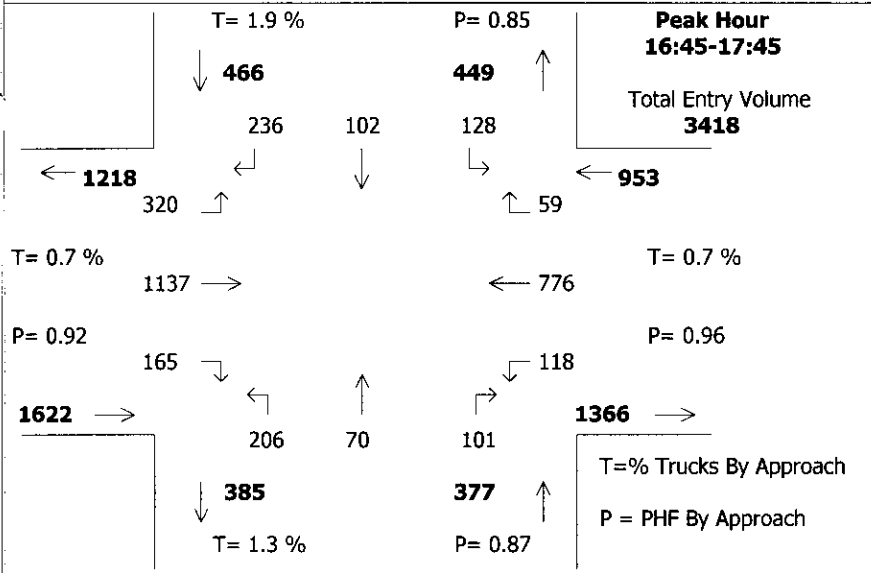 T= 1.9 % P= 0.85 Peak Hour
16:45-17:45
466 449
Total Entry Volume
3418
236 102 128
1218 953
320 59
T= 0.7 % T= 0.7 %
1137 776
P= 0.92 P= 0.96
165 118
1622 1366
206 70 101
T=% Trucks By Approach
385 377
P = PHF By Approach
T= 1.3 % P= 0.87